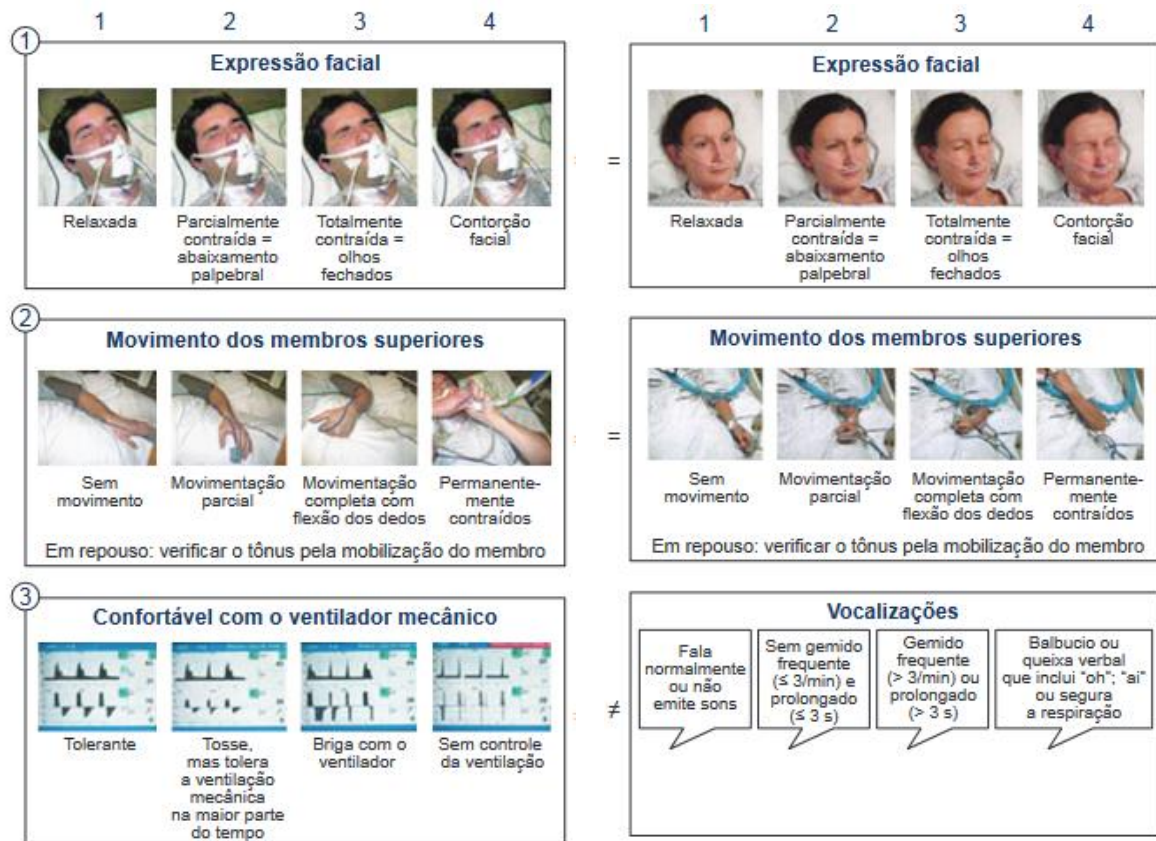 1 2 3 4
1
Expressão facial
Relaxada
Parcialmente
contraída =
abaixamento
palpebral
Totalmente
contraída =
olhos
fechados
Contorção
facial
=
1 2 3 4
Expressão facial
Relaxada
Parcialmente
contraída =
abaixamento
palpebral
Totalmente
contraída =
olhos
fechados
Contorção
facial
2
Movimento dos membros superiores
Sem
movimento
Movimentação
parcial
Movimentação
completa com
flexão dos dedos
Permanente-
mente
contraídos
Em repouso: verificar o tônus pela mobilização do membro
=
Movimento dos membros superiores
Sem
movimento
Movimentação
parcial
Movimentação
completa com
flexão dos dedos
Permanente-
mente
contraídos
Em repouso: verificar o tônus pela mobilização do membro
3
Confortável com o ventilador mecânico
Tolerante
Tosse,
mas tolera
a ventilação
mecânica
na maior parte
do tempo
Briga com o
ventilador
Sem controle
da ventilação
≠
Vocalizações
Fala
normalmente
ou não
emite sons
Sem gemido
frequente
(≤ 3/min) e
prolongado
(≤ 3 s)
Gemido
frequente
(> 3/min) ou
prolongado
(> 3 s)
Balbucio ou
queixa verbal
que inclui “oh”; “ai”
ou segura
a respiração